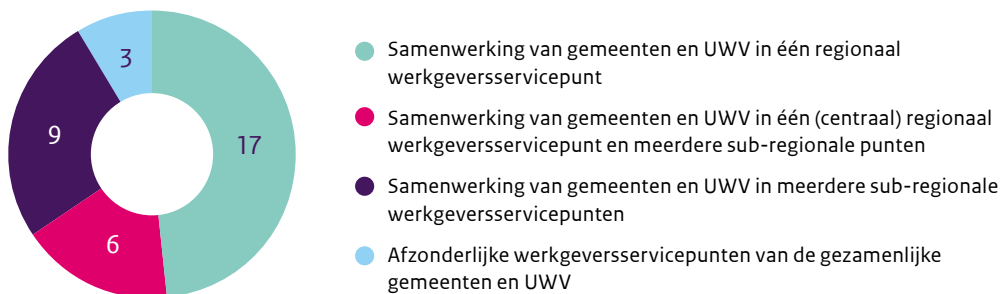 3
9
17
6
Samenwerking van gemeenten en UWV in één regionaal
werkgeversservicepunt
Samenwerking van gemeenten en UWV in één (centraal) regionaal
werkgeversservicepunt en meerdere sub-regionale punten
Samenwerking van gemeenten en UWV in meerdere sub-regionale
werkgeversservicepunten
Afzonderlijke werkgeversservicepunten van de gezamenlijke
gemeenten en UWV